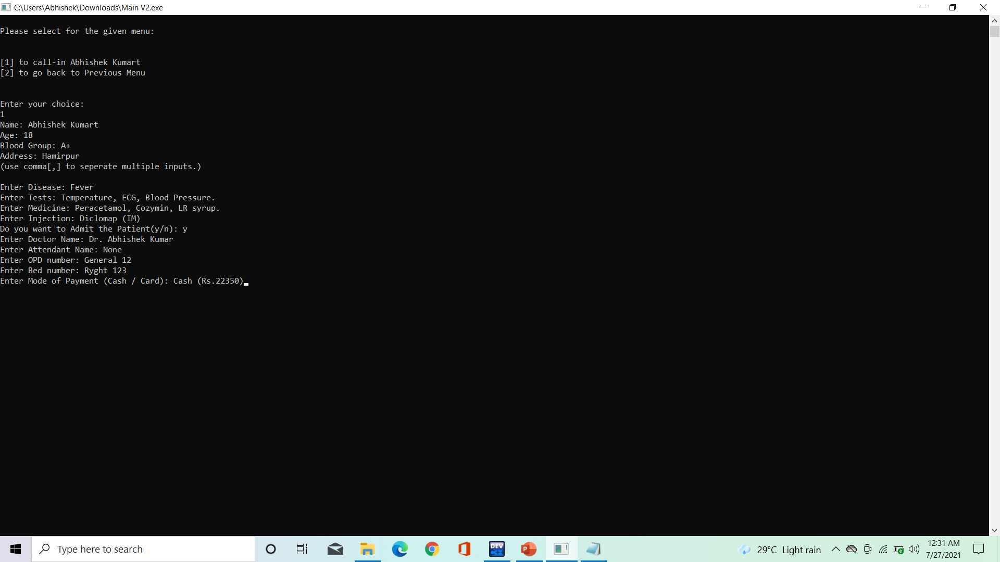 C:\Users\Abhishek\Downloads\Main V2.exe
Please select for the given menu:
[1] to call-in Abhishek Kumart
[2] to go back to Previous Menu
Enter your choice:
1
Name: Abhishek Kumart
Age: 18
Blood Group: A+
Address: Hamirpur
(use comma[,] to seperate multiple inputs.)
Enter Disease: Fever
Enter Tests: Temperature, ECG, Blood Pressure.
Enter Medicine: Peracetamol, Cozymin, LR syrup.
Enter Injection: Diclomap (IM)
Do you want to Admit the Patient(y/n): y
Enter Doctor Name: Dr. Abhishek Kumar
Enter Attendant Name: None
Enter OPD number: General 12
Enter Bed number: Ryght 123
Enter Mode of Payment (Cash / Card): Cash (Rs.22350)
Type here to search
DEV
C++
P
29°C Light rain
12:31 AM
7/27/2021